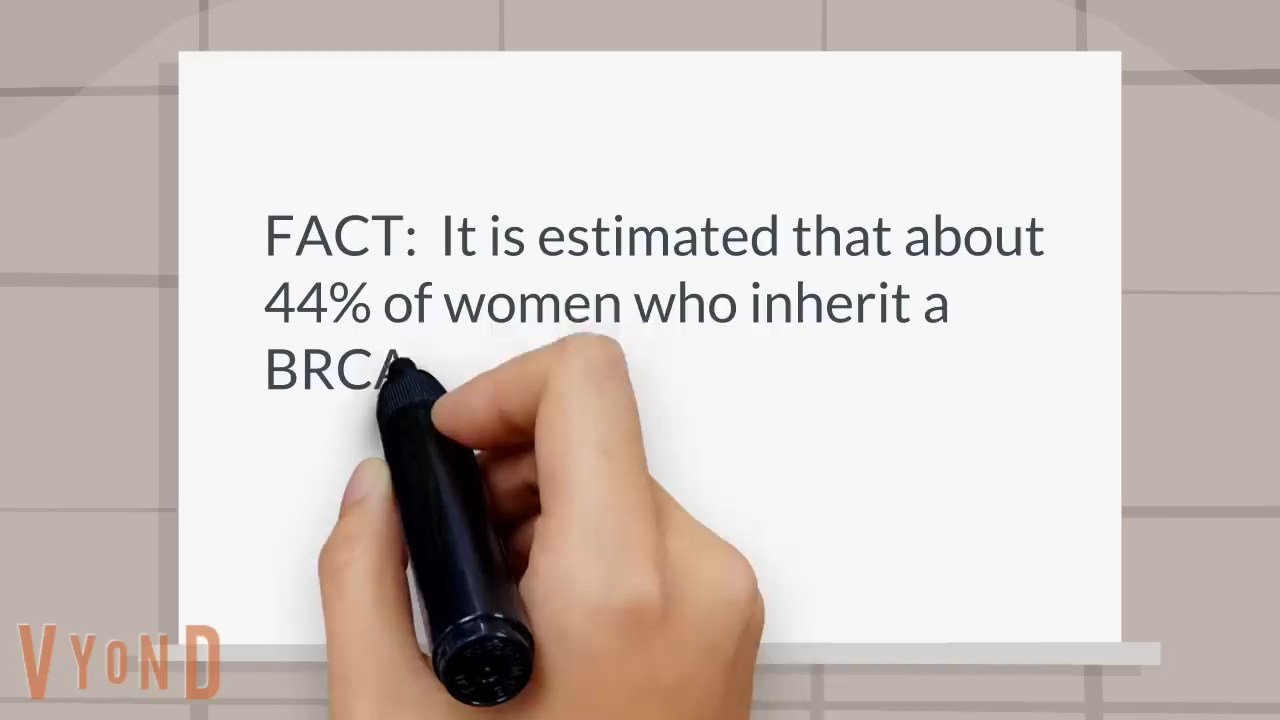 FACT:  It is estimated that about
44% of women who inherit a
BRCA
VYOND